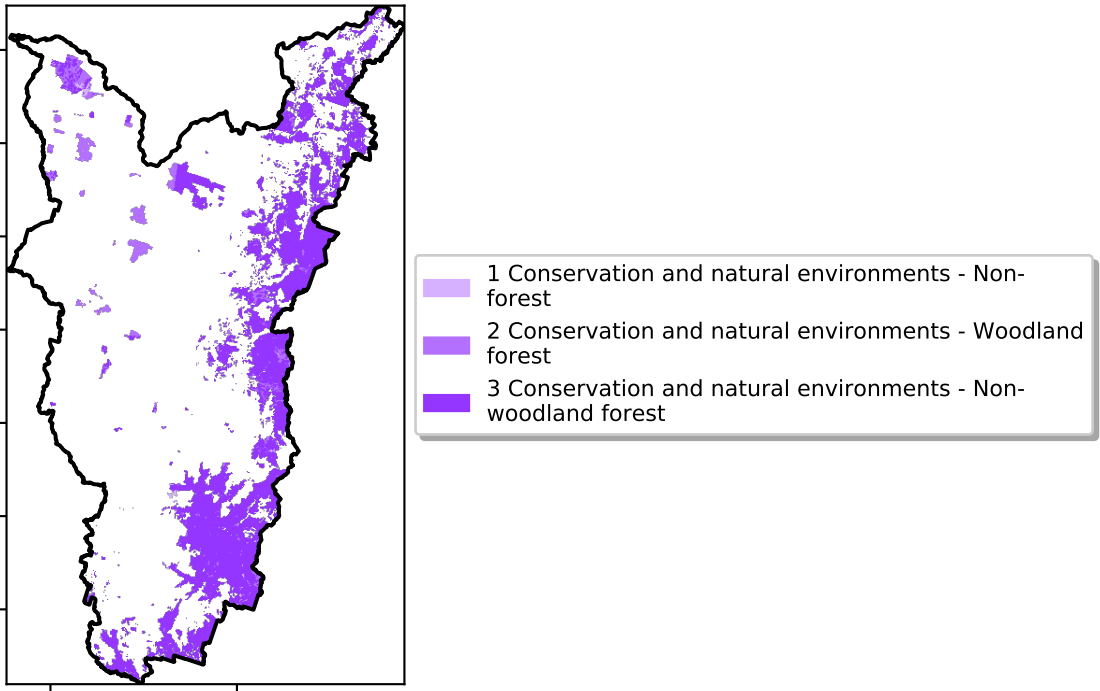 1 Conservation and natural environments - Non-
forest
2 Conservation and natural environments - Woodland
forest
3 Conservation and natural environments - Non-
woodland forest